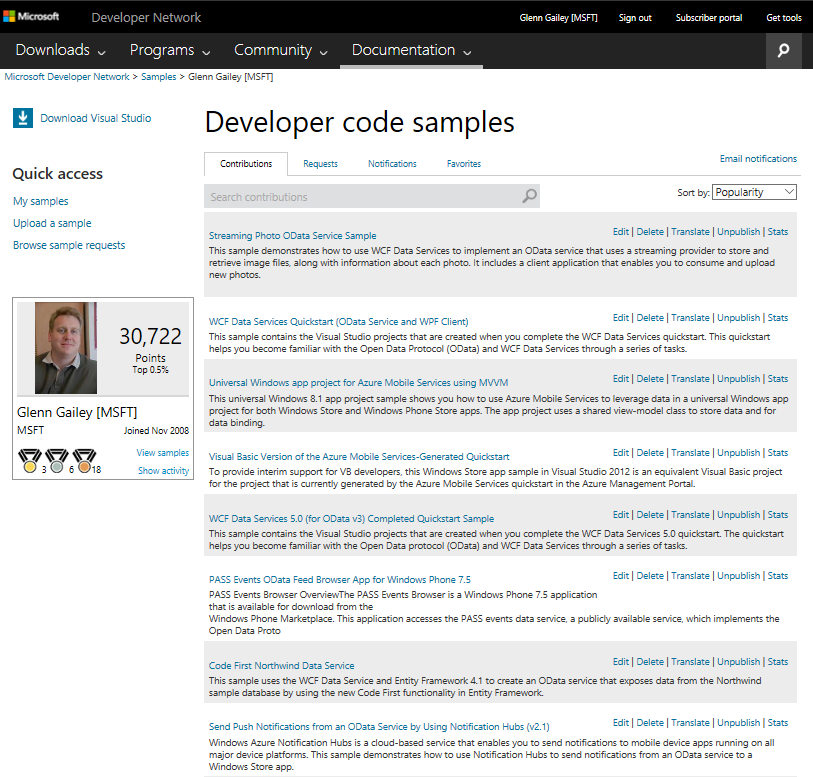 Microsoft Developer Network Glenn Gailey [MSFT] Sign out Subscriber portal Get tools
Downloads Programs Community Documentation
Microsoft Developer Network > Samples > Glenn Gailey [MSFT]
Download Visual Studio
Quick access
My samples
Upload a sample
Browse sample requests
30,722
Points
Top 0.5%
Glenn Gailey [MSFT]
MSFT Joined Nov 2008
3 6 18 View samples
Show activity
Developer code samples
Contributions Requests Notifications Favorites Email notifications
Search contributions Sort by: Popularity
Streaming Photo OData Service Sample Edit | Delete | Translate | Unpublish | Stats
This sample demonstrates how to use WCF Data Services to implement an OData service that uses a streaming provider to store and
retrieve image files, along with information about each photo. It includes a client application that enables you to consume and upload
new photos.
WCF Data Services Quickstart (OData Service and WPF Client) Edit | Delete | Translate | Unpublish | Stats
This sample contains the Visual Studio projects that are created when you complete the WCF Data Services quickstart. This quickstart
helps you become familiar with the Open Data Protocol (OData) and WCF Data Services through a series of tasks.
Universal Windows app project for Azure Mobile Services using MVVM Edit | Delete | Translate | Unpublish | Stats
This universal Windows 8.1 app project sample shows you how to use Azure Mobile Services to leverage data in a universal Windows app
project for both Windows Store and Windows Phone Store apps. The app project uses a shared view-model class to store data and for
data binding.
Visual Basic Version of the Azure Mobile Services-Generated Quickstart Edit | Delete | Translate | Unpublish | Stats
To provide interim support for VB developers, this Windows Store app sample in Visual Studio 2012 is an equivalent Visual Basic project
for the project that is currently generated by the Azure Mobile Services quickstart in the Azure Management Portal.
WCF Data Services 5.0 (for OData v3) Completed Quickstart Sample Edit | Delete | Translate | Unpublish | Stats
This sample contains the Visual Studio projects that are created when you complete the WCF Data Services 5.0 quickstart. The quickstart
helps you become familiar with the Open Data protocol (OData) and WCF Data Services through a series of tasks.
PASS Events OData Feed Browser App for Windows Phone 7.5 Edit | Delete | Translate | Unpublish | Stats
PASS Events Browser OverviewThe PASS Events Browser is a Windows Phone 7.5 application
that is available for download from the
Windows Phone Marketplace. This application accesses the PASS events data service, a publicly available service, which implements the
Open Data Proto
Code First Northwind Data Service Edit | Delete | Translate | Unpublish | Stats
This sample uses the WCF Data Service and Entity Framework 4.1 to create an OData service that exposes data from the Northwind
sample database by using the new Code First functionality in Entity Framework.
Send Push Notifications from an OData Service by Using Notification Hubs (v2.1) Edit | Delete | Translate | Unpublish | Stats
Windows Azure Notification Hubs is a cloud-based service that enables you to send notifications to mobile device apps running on all
major device platforms. This sample demonstrates how to use Notification Hubs to send notifications from an OData service to a
Windows Store app.